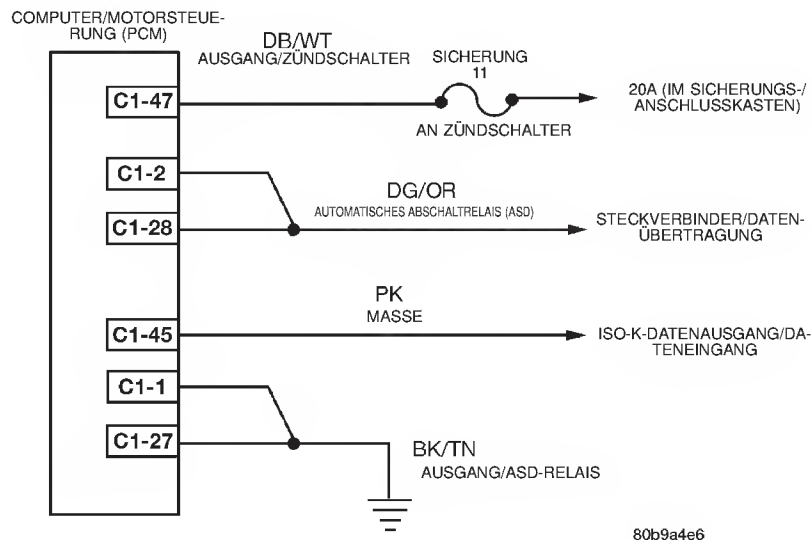 COMPUTER/MOTORSTEUE-
RUNG (PCM)
DB/WT
AUSGANG/ZÜNDSCHALTER
SICHERUNG
11
C1-47
20A (IM SICHERUNGS-/
ANSCHLUSSKASTEN)
AN ZÜNDSCHALTER
C1-2
DG/OR
AUTOMATISCHES ABSCHALTRELAIS (ASD)
C1-28
STECKVERBINDER/DATEN-
ÜBERTRAGUNG
PK
MASSE
C1-45
ISO-K-DATENAUSGANG/DA-
TENEINGANG
C1-1
C1-27
BK/TN
AUSGANG/ASD-RELAIS
80b9a4e6